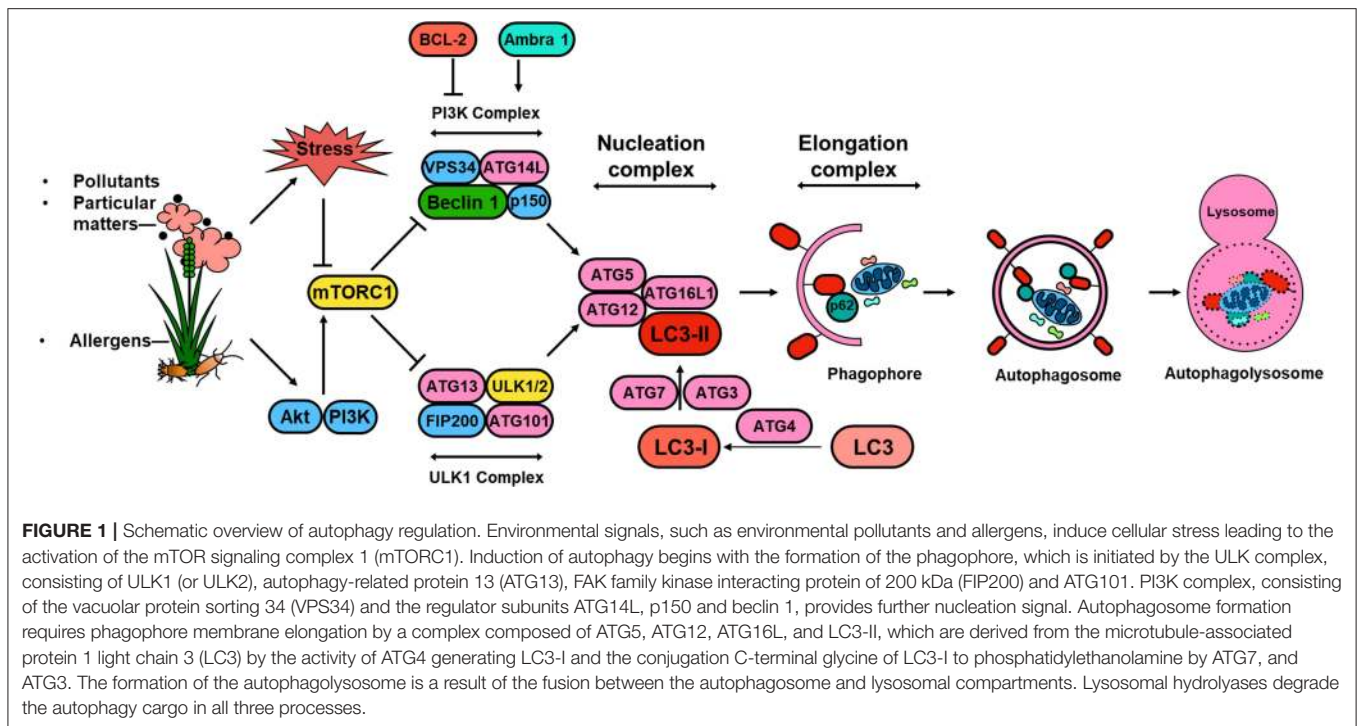 BCL-2
Ambra 1
PI3K Complex
Stress
VPS34
ATG14L
Beclin 1
p150
Nucleation
complex
Elongation
complex
• Pollutants
• Particular
matters
• Allergens
mTORC1
Akt
PI3K
ATG13
ULK1/2
FIP200
ATG101
ULK1 Complex
ATG5
ATG12
ATG16L1
LC3-II
ATG7
ATG3
LC3-I
ATG4
LC3
p62
Phagophore
Autophagosome
Lysosome
Autophagolysosome
FIGURE 1 | Schematic overview of autophagy regulation. Environmental signals, such as environmental pollutants and allergens, induce cellular stress leading to the
activation of the mTOR signaling complex 1 (mTORC1). Induction of autophagy begins with the formation of the phagophore, which is initiated by the ULK complex,
consisting of ULK1 (or ULK2), autophagy-related protein 13 (ATG13), FAK family kinase interacting protein of 200 kDa (FIP200) and ATG101. PI3K complex, consisting
of the vacuolar protein sorting 34 (VPS34) and the regulator subunits ATG14L, p150 and beclin 1, provides further nucleation signal. Autophagosome formation
requires phagophore membrane elongation by a complex composed of ATG5, ATG12, ATG16L, and LC3-II, which are derived from the microtubule-associated
protein 1 light chain 3 (LC3) by the activity of ATG4 generating LC3-I and the conjugation C-terminal glycine of LC3-I to phosphatidylethanolamine by ATG7, and
ATG3. The formation of the autophagolysosome is a result of the fusion between the autophagosome and lysosomal compartments. Lysosomal hydrolyases degrade
the autophagy cargo in all three processes.